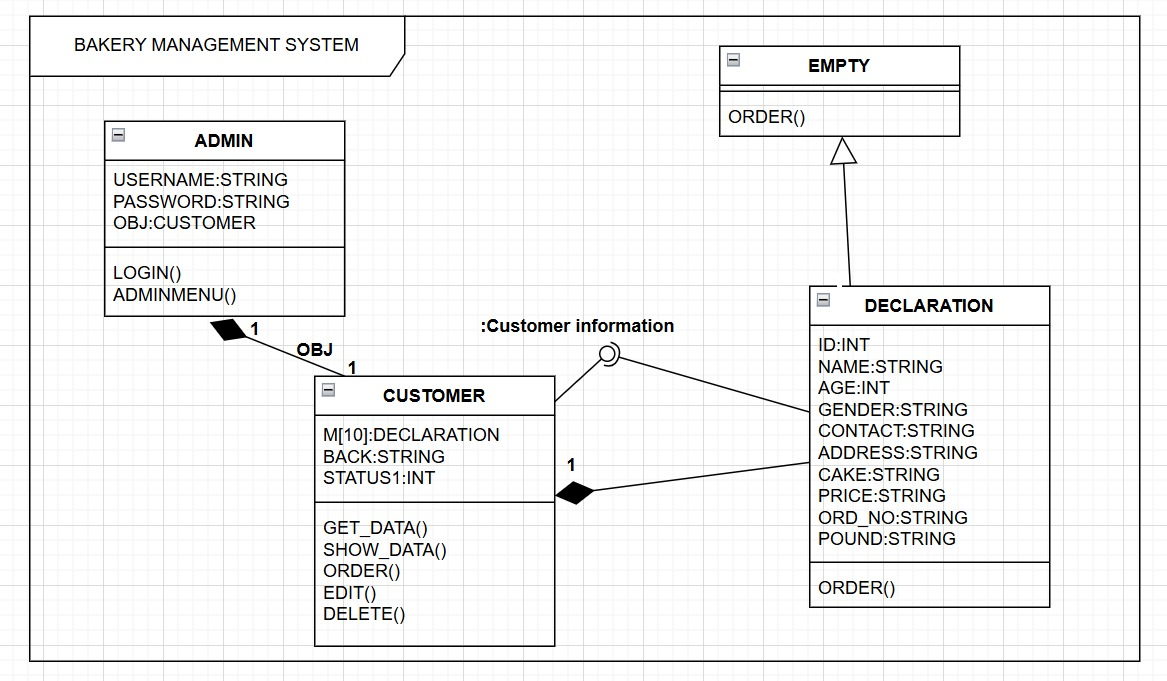 BAKERY MANAGEMENT SYSTEM
EMPTY
ORDER()
ADMIN
USERNAME:STRING
PASSWORD:STRING
OBJ:CUSTOMER
LOGIN()
ADMINMENU()
1
OBJ
1
:Customer information
CUSTOMER
M[10]:DECLARATION
BACK:STRING
STATUS1:INT
GET_DATA()
SHOW_DATA()
ORDER()
EDIT()
DELETE()
1
DECLARATION
ID:INT
NAME:STRING
AGE:INT
GENDER:STRING
CONTACT:STRING
ADDRESS:STRING
CAKE:STRING
PRICE:STRING
ORD_NO:STRING
POUND:STRING
ORDER()